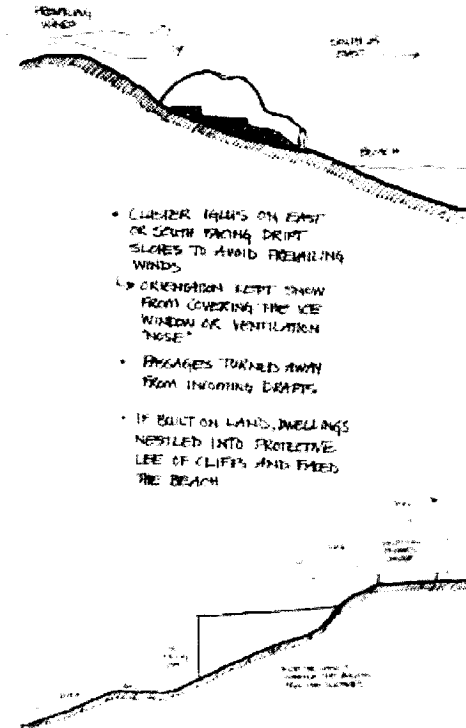 PREVAILING
WINDS
SOUTH OR
EAST
BEACH
• CLUSTER IGLUS ON EAST
OR SOUTH FACING DRIFT
SLOPES TO AVOID PREVAILING
WINDS
↳ ORIENTATION KEPT SNOW
FROM COVERING THE ICE
WINDOW OR VENTILATION
"NOSE"
• PASSAGES TURNED AWAY
FROM INCOMING DRAFTS.
• IF BUILT ON LAND, DWELLINGS
NESTLED INTO PROTECTIVE
LEE OF CLIFFS AND FACED
THE BEACH